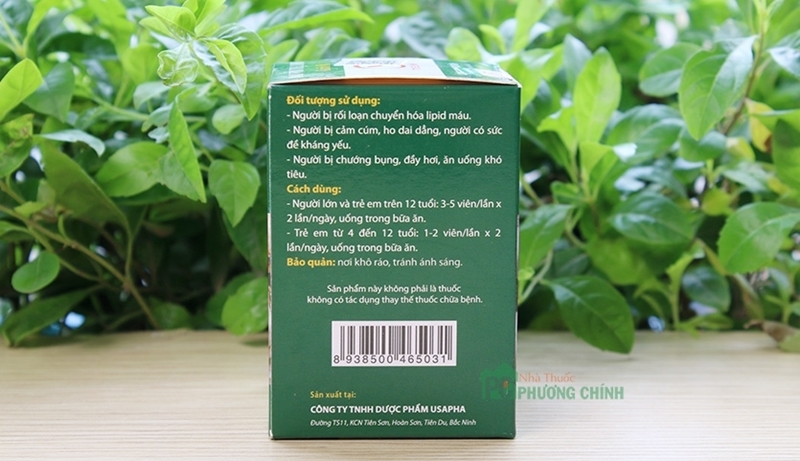 Đối tượng sử dụng:
- Người bị rối loạn chuyển hóa lipid máu.
- Người bị cảm cúm, ho dai dẳng, người có sức
đề kháng yếu.
- Người bị chướng bụng, đầy hơi, ăn uống khó
tiêu.
Cách dùng:
- Người lớn và trẻ em trên 12 tuổi: 3-5 viên/lần x
2 lần/ngày, uống trong bữa ăn.
- Trẻ em từ 4 đến 12 tuổi: 1-2 viên/lần x 2
lần/ngày, uống trong bữa ăn.
Bảo quản: nơi khô ráo, tránh ánh sáng.
Sản phẩm này không phải là thuốc
không có tác dụng thay thế thuốc chữa bệnh.
8 938500 465031
Nhà Thuốc
PHƯƠNG CHÍNH
Sản xuất tại:
CÔNG TY TNHH DƯỢC PHẨM USAPHA
Đường TS11, KCN Tiên Sơn, Hoàn Sơn, Tiên Du, Bắc Ninh